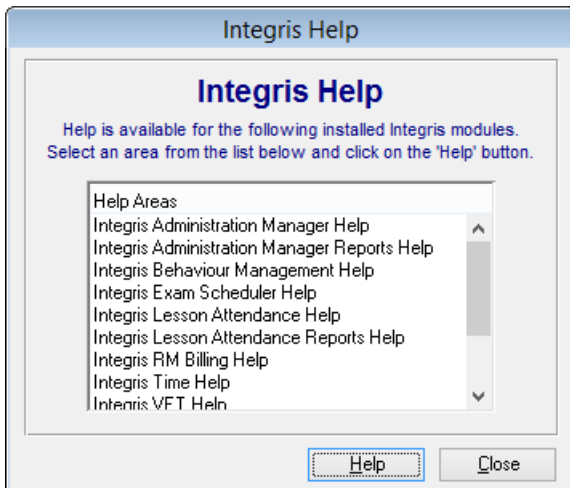 Integris Help
Integris Help
Help is available for the following installed Integris modules.
Select an area from the list below and click on the 'Help' button.
Help Areas
Integris Administration Manager Help
Integris Administration Manager Reports Help
Integris Behaviour Management Help
Integris Exam Scheduler Help
Integris Lesson Attendance Help
Integris Lesson Attendance Reports Help
Integris RM Billing Help
Integris Time Help
Integris VET Help
Help Close